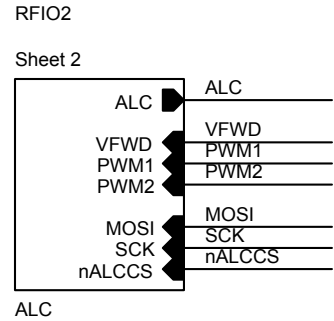 RFIO2
Sheet 2
ALC ALC
VFWD VFWD
PWM1 PWM1
PWM2 PWM2
MOSI MOSI
SCK SCK
nALCCS nALCCS
ALC